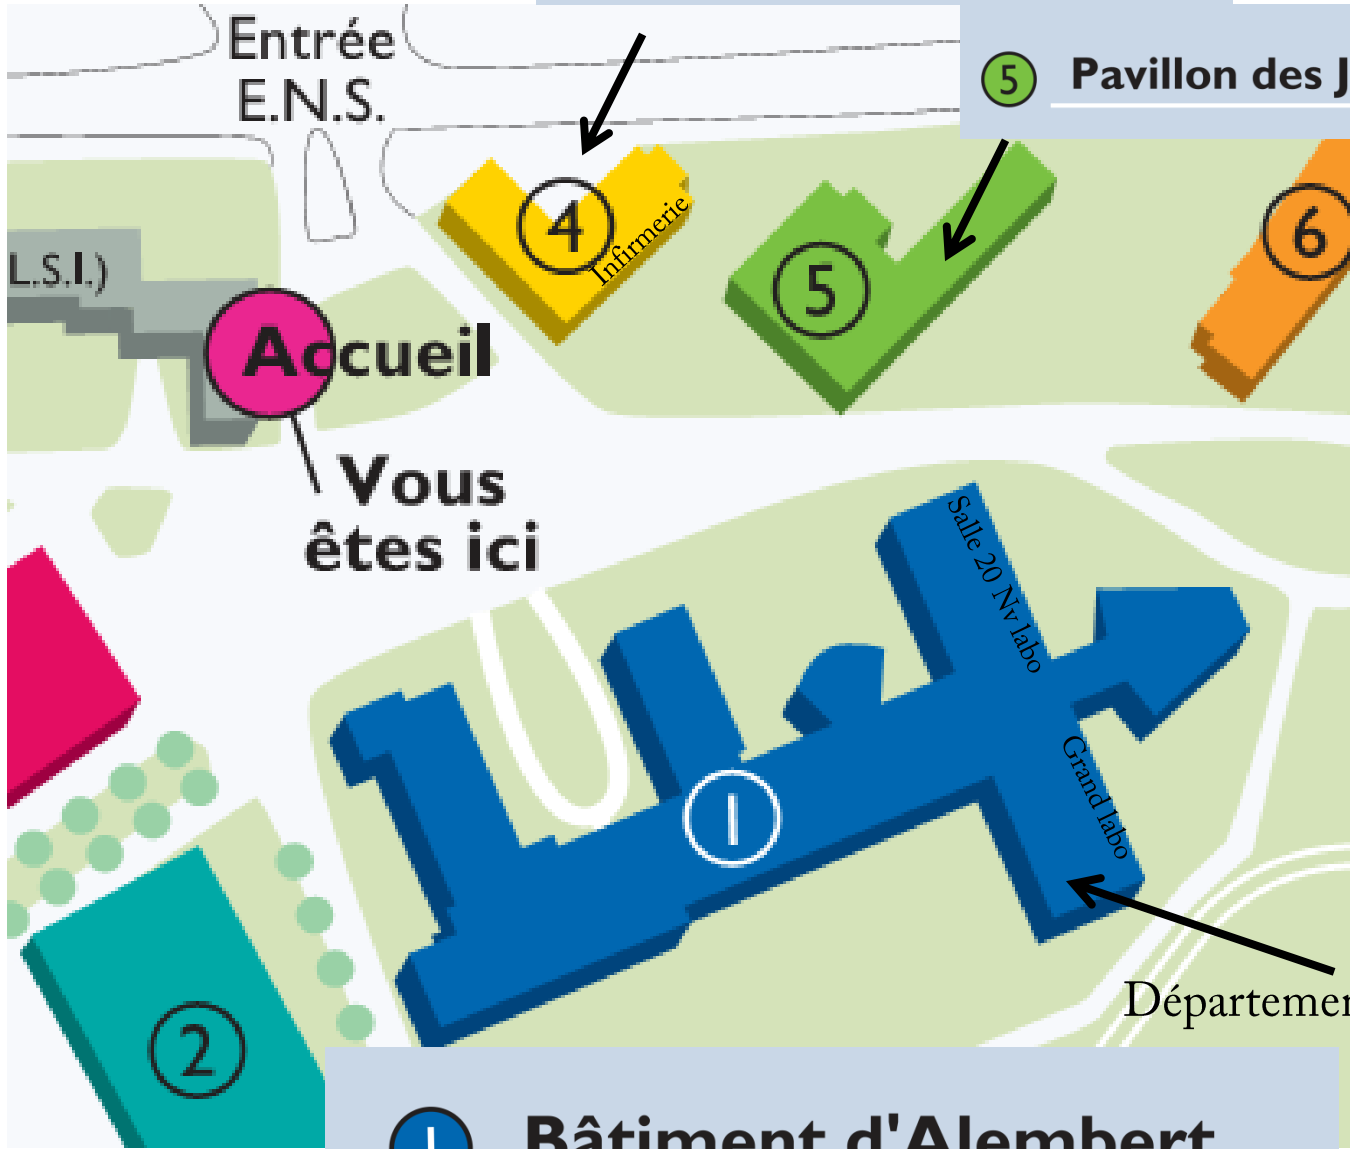 Entrée
E.N.S.
5 Pavillon des J
4
Infirmerie
5
6
L.S.I.)
Accueil
Vous
êtes ici
Salle 20 Nv labo
Grand labo
1
2
Départemen
1 Bâtiment d'Alembert